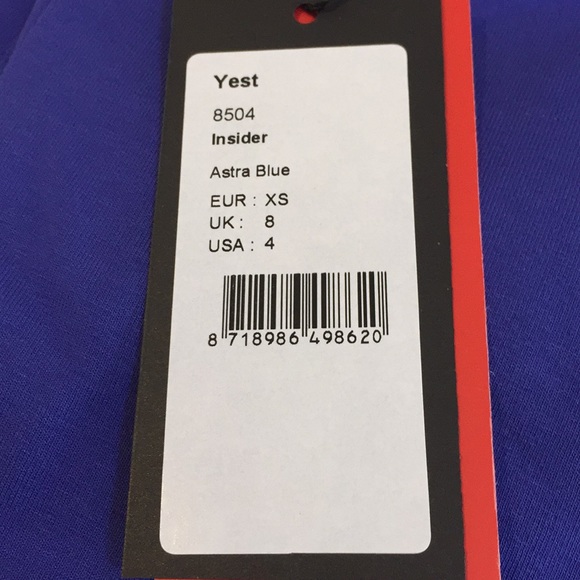 Yest
8504
Insider
Astra Blue
EUR : XS
UK : 8
USA : 4
8 718986 498620